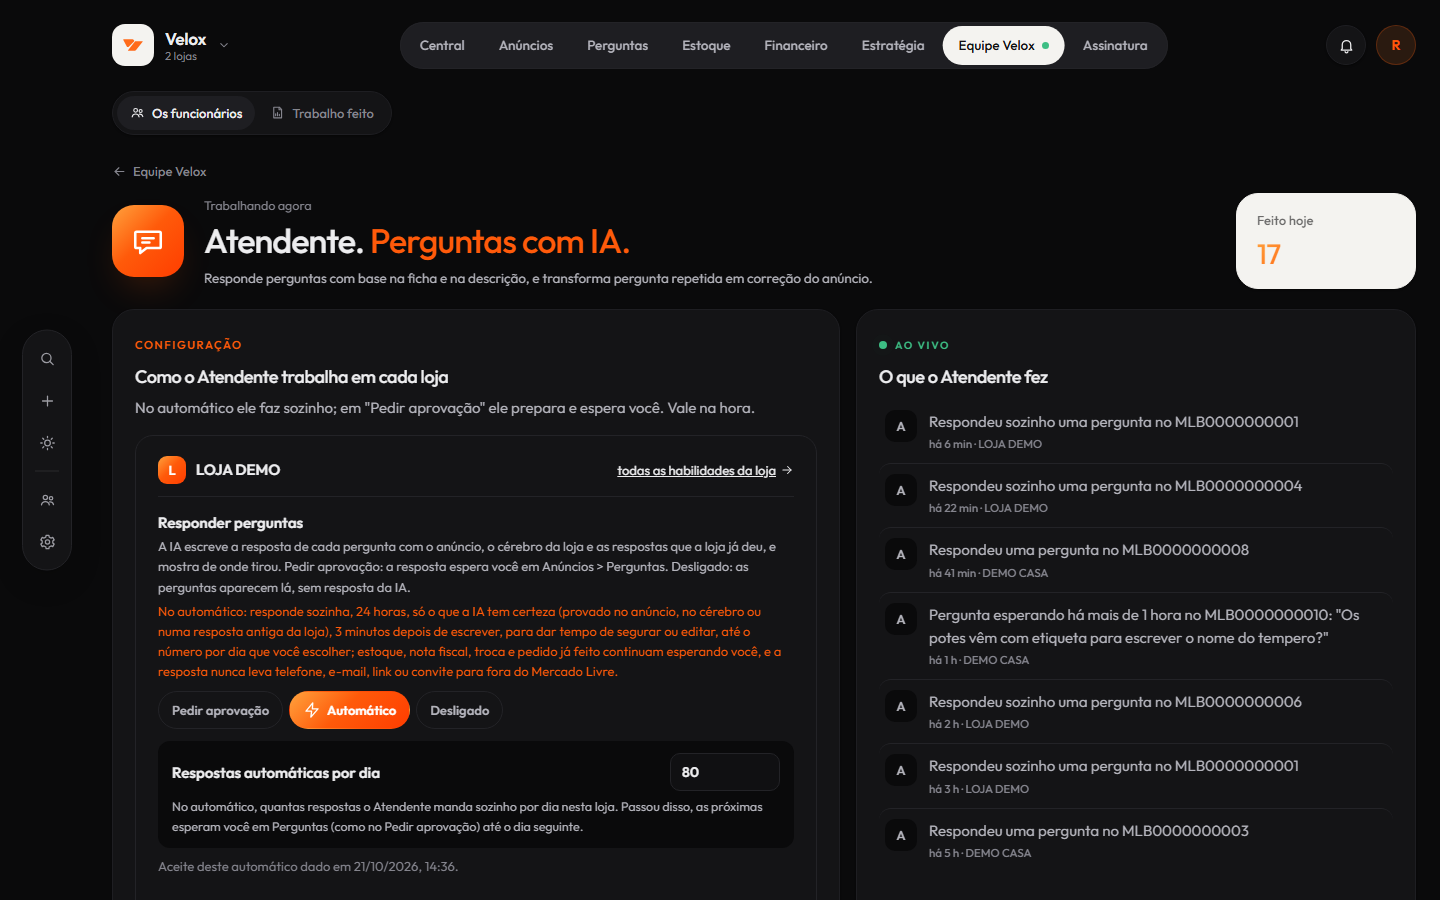 Velox
2 lojas
Central
Anúncios
Perguntas
Estoque
Financeiro
Estratégia
Equipe Velox
Assinatura
R
Os funcionários
Trabalho feito
← Equipe Velox
Trabalhando agora
Atendente. Perguntas com IA.
Responde perguntas com base na ficha e na descrição, e transforma pergunta repetida em correção do anúncio.
Feito hoje
17
CONFIGURAÇÃO
Como o Atendente trabalha em cada loja
No automático ele faz sozinho; em "Pedir aprovação" ele prepara e espera você. Vale na hora.
L
LOJA DEMO
todas as habilidades da loja →
Responder perguntas
A IA escreve a resposta de cada pergunta com o anúncio, o cérebro da loja e as respostas que a loja já deu, e
mostra de onde tirou. Pedir aprovação: a resposta espera você em Anúncios > Perguntas. Desligado: as
perguntas aparecem lá, sem resposta da IA.
No automático: responde sozinha, 24 horas, só o que a IA tem certeza (provado no anúncio, no cérebro ou
numa resposta antiga da loja), 3 minutos depois de escrever, para dar tempo de segurar ou editar, até o
número por dia que você escolher; estoque, nota fiscal, troca e pedido já feito continuam esperando você, e a
resposta nunca leva telefone, e-mail, link ou convite para fora do Mercado Livre.
Pedir aprovação
Automático
Desligado
Respostas automáticas por dia
80
No automático, quantas respostas o Atendente manda sozinho por dia nesta loja. Passou disso, as próximas
esperam você em Perguntas (como no Pedir aprovação) até o dia seguinte.
Aceite deste automático dado em 21/10/2026, 14:36.
AO VIVO
O que o Atendente fez
A
Respondeu sozinho uma pergunta no MLB0000000001
há 6 min · LOJA DEMO
A
Respondeu sozinho uma pergunta no MLB0000000004
há 22 min · LOJA DEMO
A
Respondeu uma pergunta no MLB0000000008
há 41 min · DEMO CASA
A
Pergunta esperando há mais de 1 hora no MLB0000000010: "Os
potes vêm com etiqueta para escrever o nome do tempero?"
há 1 h · DEMO CASA
A
Respondeu sozinho uma pergunta no MLB0000000006
há 2 h · LOJA DEMO
A
Respondeu sozinho uma pergunta no MLB0000000001
há 3 h · LOJA DEMO
A
Respondeu uma pergunta no MLB0000000003
há 5 h · DEMO CASA